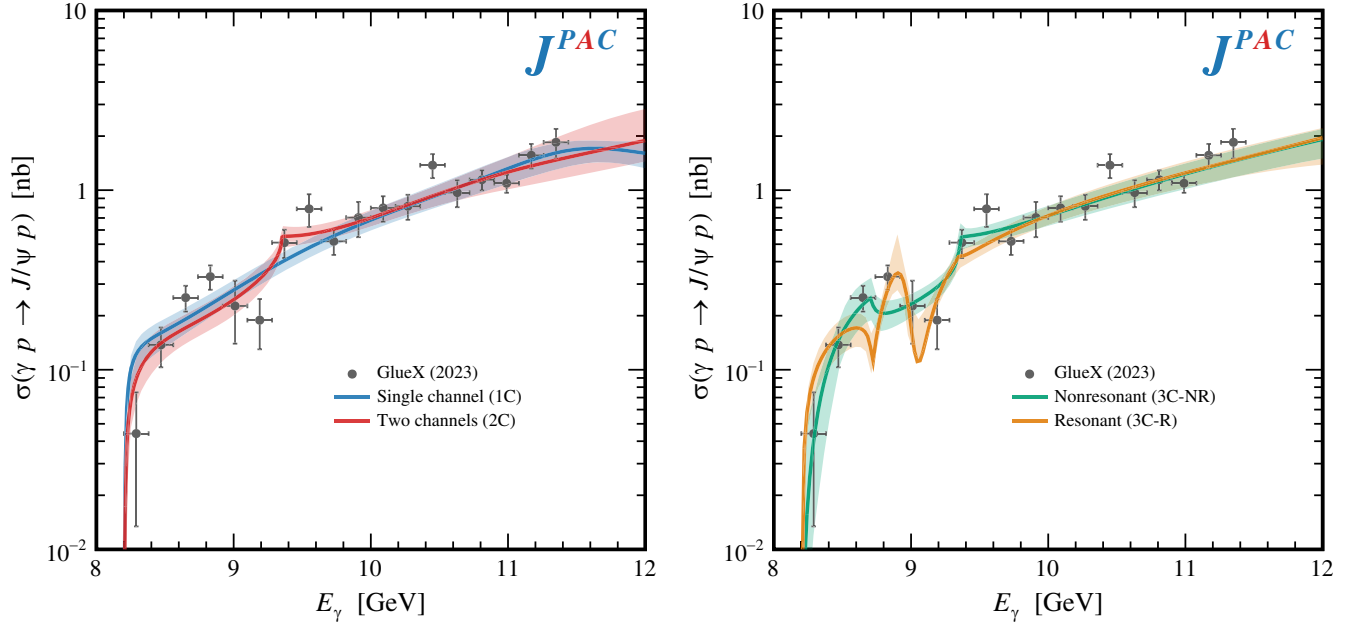 10
J^PAC
σ(γ p → J/ψ p) [nb]
1
10^-1
GlueX (2023)
Single channel (1C)
Two channels (2C)
10^-2
8
9
10
11
12
E_γ [GeV]
10
J^PAC
σ(γ p → J/ψ p) [nb]
1
10^-1
GlueX (2023)
Nonresonant (3C-NR)
Resonant (3C-R)
10^-2
8
9
10
11
12
E_γ [GeV]